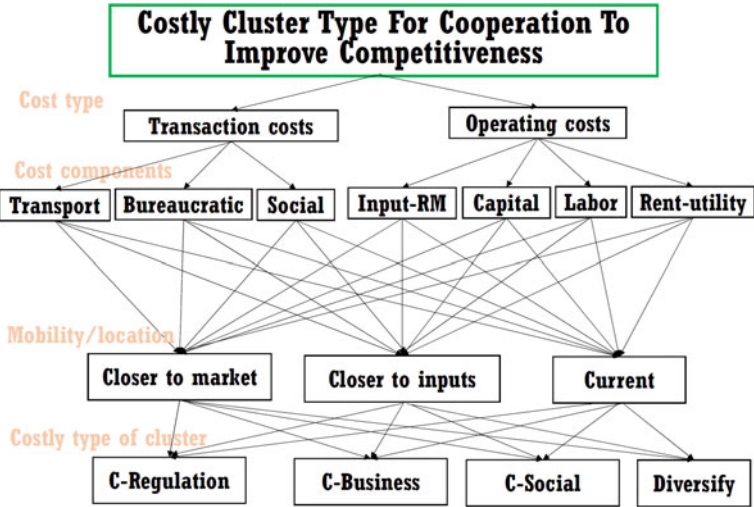 Costly Cluster Type For Cooperation To
Improve Competitiveness
Cost type
Transaction costs
Operating costs
Cost components
Transport
Bureaucratic
Social
Input-RM
Capital
Labor
Rent-utility
Mobility/location
Closer to market
Closer to inputs
Current
Costly type of cluster
C-Regulation
C-Business
C-Social
Diversify